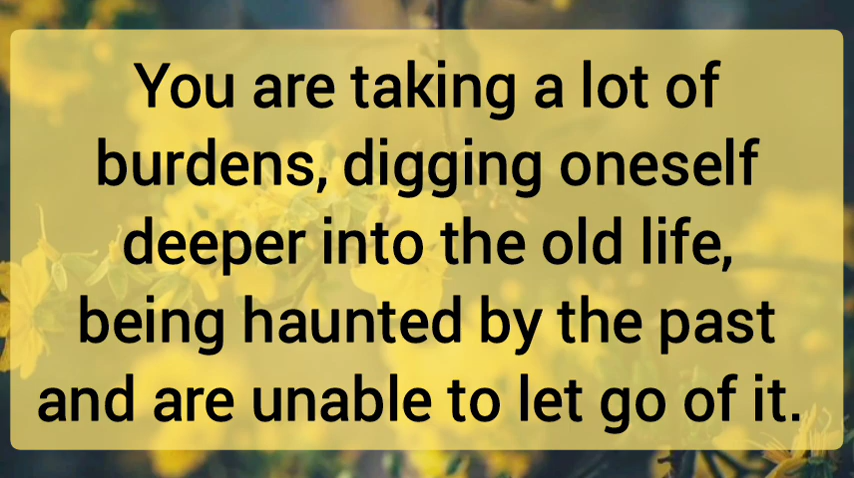 You are taking a lot of
burdens, digging oneself
deeper into the old life,
being haunted by the past
and are unable to let go of it.